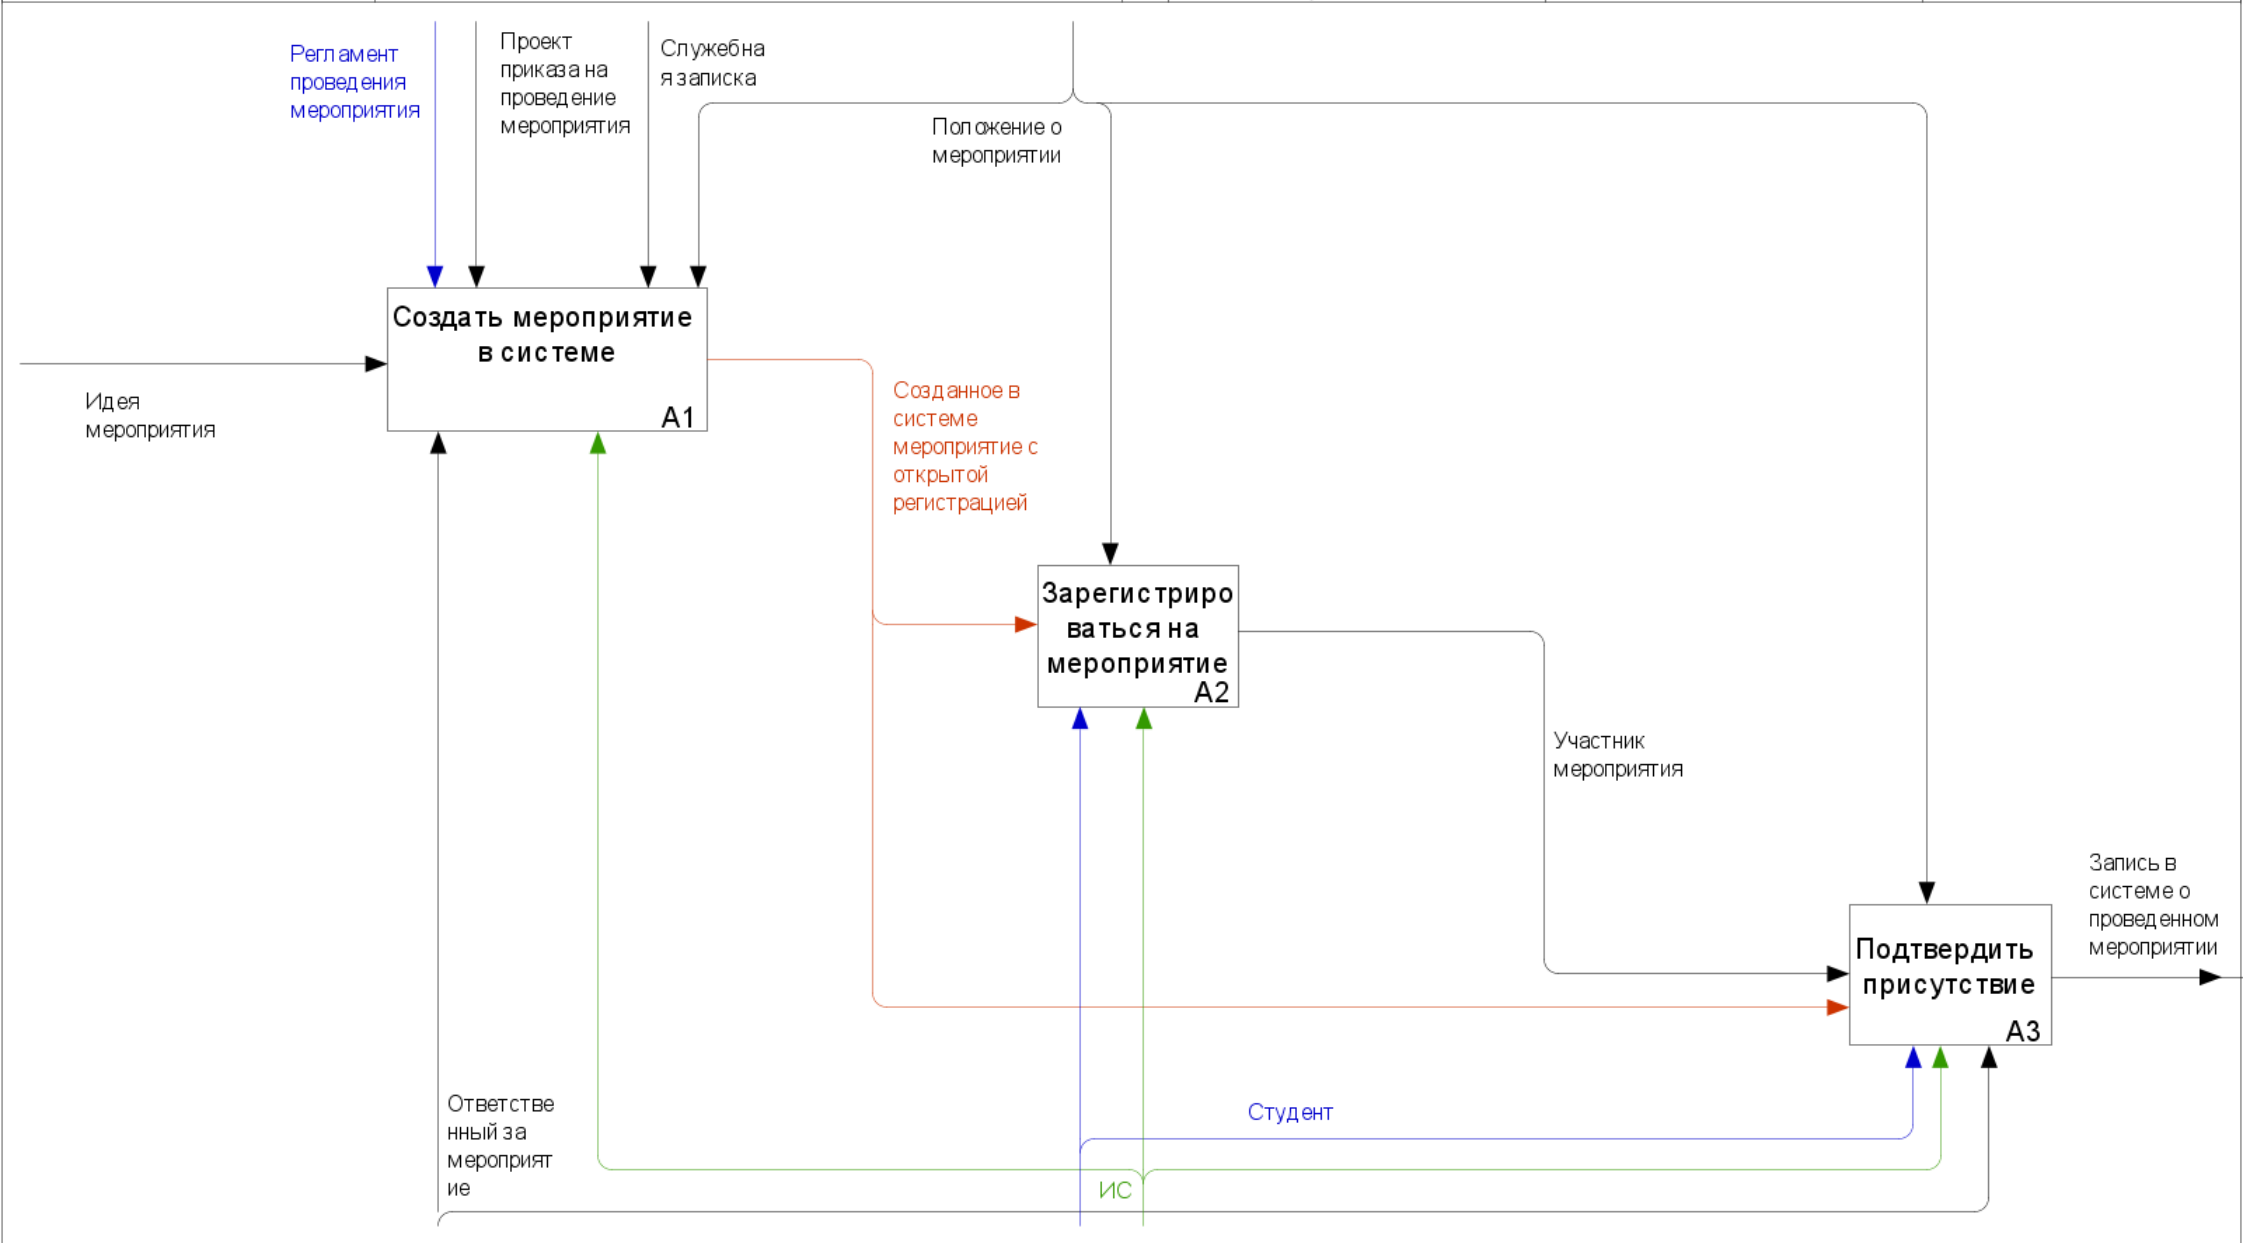 Регламент
проведения
мероприятия
Проект
приказа на
проведение
мероприятия
Служебна
я записка
Положение о
мероприятии
Создать мероприятие
в системе
A1
Идея
мероприятия
Созданное в
системе
мероприятие с
открытой
регистрацией
Зарегистриро
ваться на
мероприятие
A2
Участник
мероприятия
Запись в
системе о
проведенном
мероприятии
Подтвердить
присутствие
A3
Ответстве
нный за
мероприят
ие
Студент
ИС